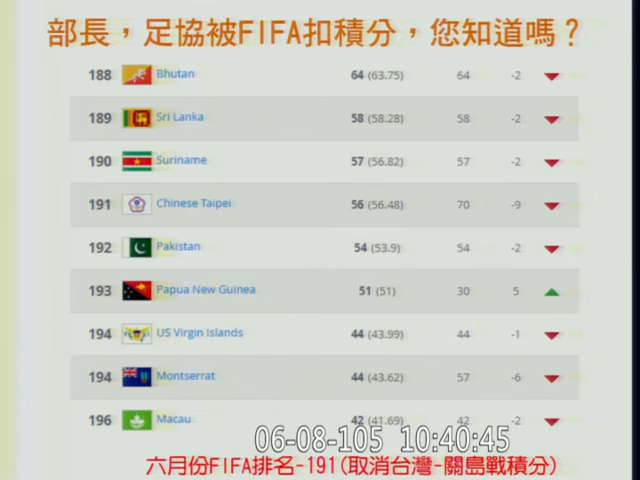 部長，足協被FIFA扣積分，您知道嗎？
188 Bhutan 64 (63.75) 64 -2
189 Sri Lanka 58 (58.28) 58 -2
190 Suriname 57 (56.82) 57 -2
191 Chinese Taipei 56 (56.48) 70 -9
192 Pakistan 54 (53.9) 54 -2
193 Papua New Guinea 51 (51) 30 5
194 US Virgin Islands 44 (43.99) 44 -1
194 Montserrat 44 (43.62) 57 -6
196 Macau 42 (41.69) 42 -2
06-08-105 10:40:45
六月份FIFA排名-191(取消台灣-關島戰積分)